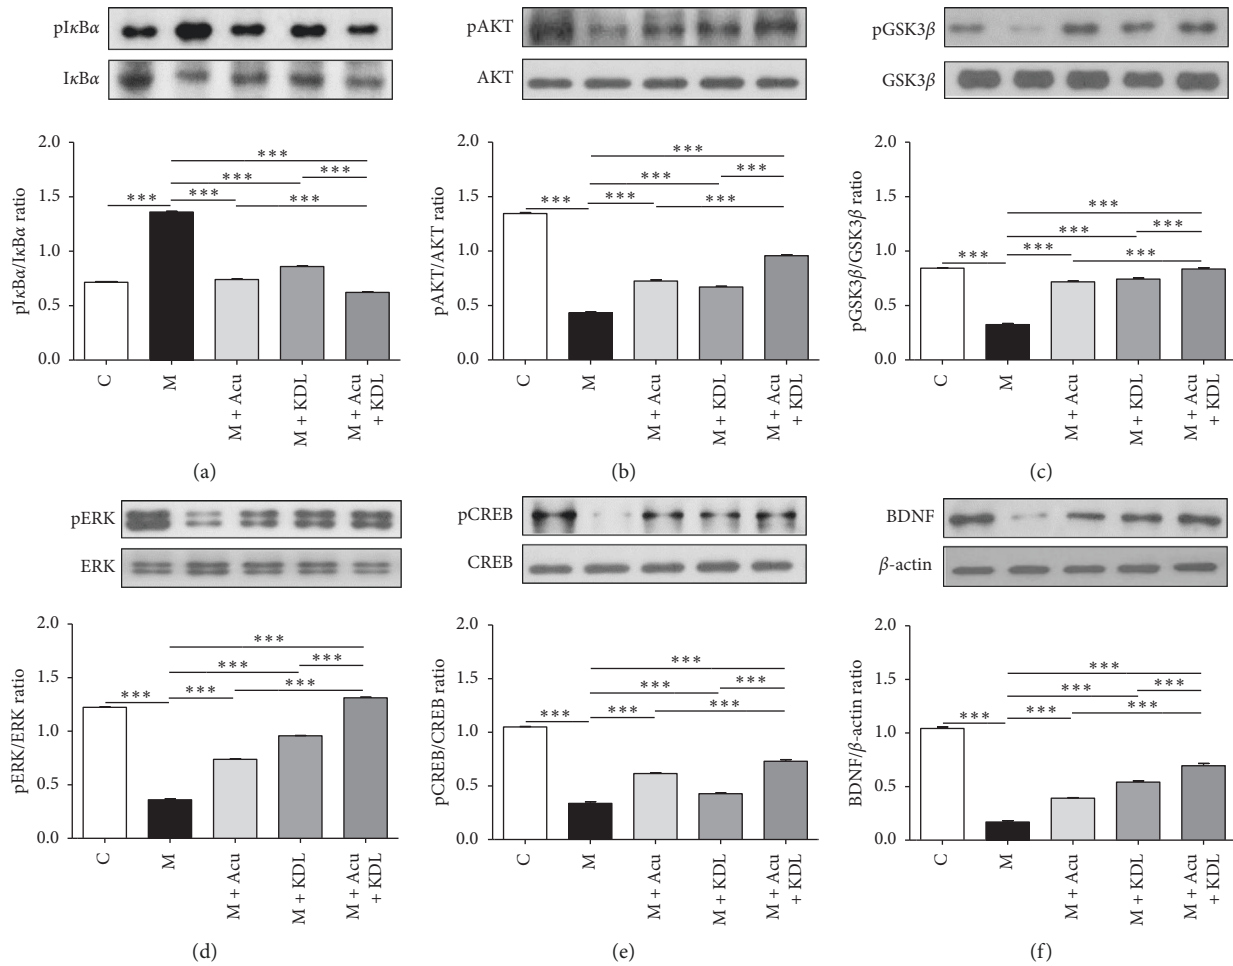 pIκBα
IκBα
pIκBα/IκBα ratio
2.0
1.5
1.0
0.5
0.0
***
***
***
***
***
***
C
M
M + Acu
M + KDL
M + Acu
+ KDL
(a)
pAKT
AKT
pAKT/AKT ratio
2.0
1.5
1.0
0.5
0.0
***
***
***
***
***
***
C
M
M + Acu
M + KDL
M + Acu
+ KDL
(b)
pGSK3β
GSK3β
pGSK3β/GSK3β ratio
2.0
1.5
1.0
0.5
0.0
***
***
***
***
***
***
C
M
M + Acu
M + KDL
M + Acu
+ KDL
(c)
pERK
ERK
pERK/ERK ratio
2.0
1.5
1.0
0.5
0.0
***
***
***
***
***
***
C
M
M + Acu
M + KDL
M + Acu
+ KDL
(d)
pCREB
CREB
pCREB/CREB ratio
2.0
1.5
1.0
0.5
0.0
***
***
***
***
***
***
C
M
M + Acu
M + KDL
M + Acu
+ KDL
(e)
BDNF
β-actin
BDNF/β-actin ratio
2.0
1.5
1.0
0.5
0.0
***
***
***
***
***
***
C
M
M + Acu
M + KDL
M + Acu
+ KDL
(f)